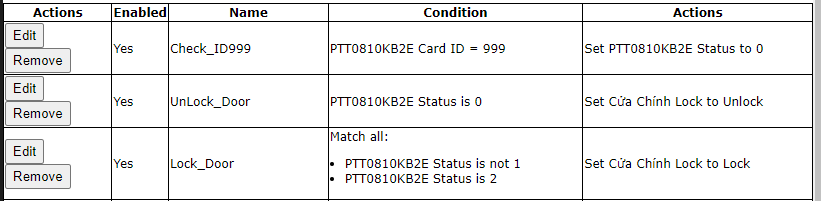 Actions Enabled Name Condition Actions
Edit
Remove
Yes Check_ID999 PTT0810KB2E Card ID = 999 Set PTT0810KB2E Status to 0
Edit
Remove
Yes UnLock_Door PTT0810KB2E Status is 0 Set Cửa Chính Lock to Unlock
Edit
Remove
Yes Lock_Door
Match all:
• PTT0810KB2E Status is not 1
• PTT0810KB2E Status is 2
Set Cửa Chính Lock to Lock